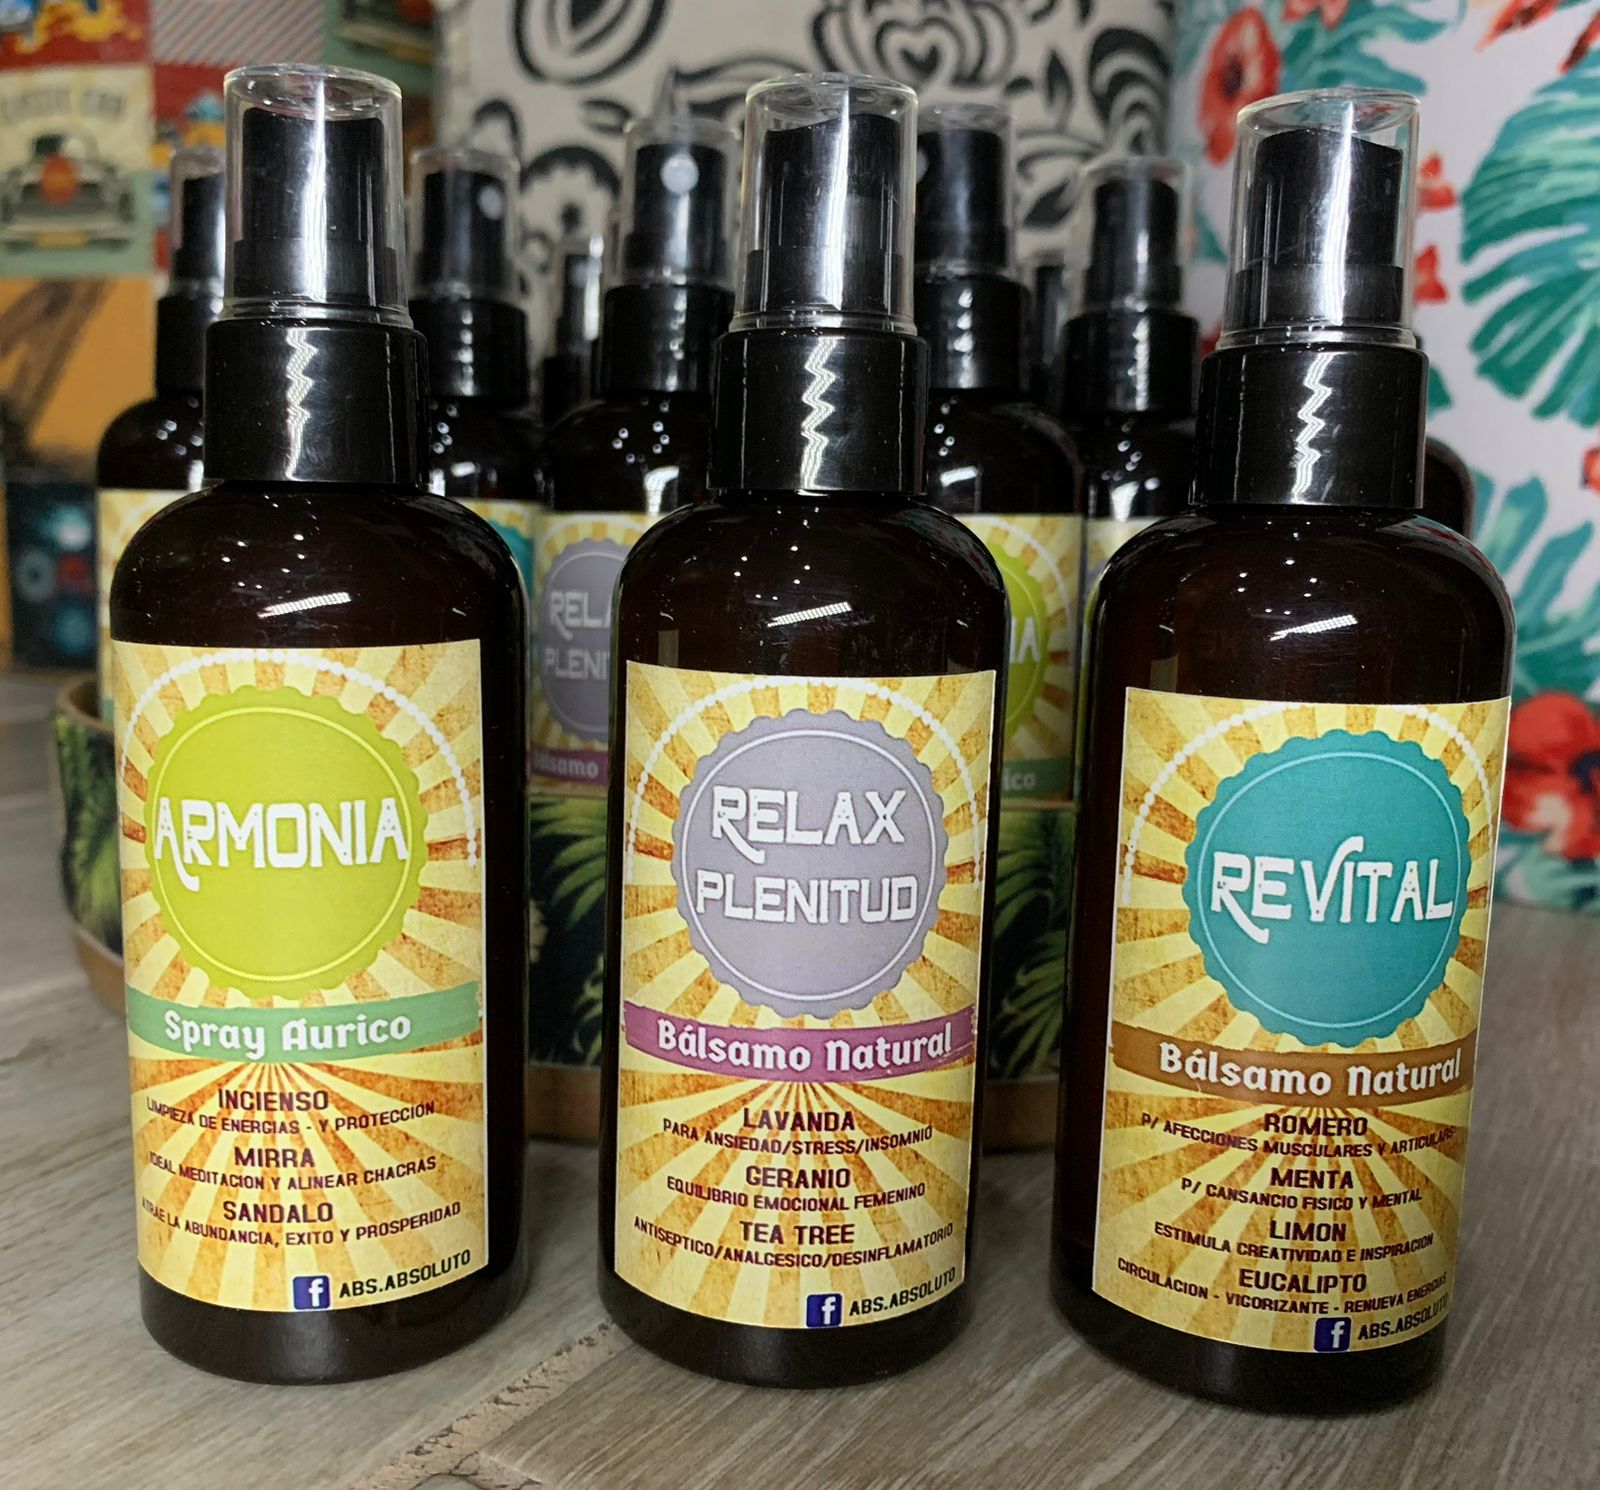 ARMONIA
Spray Áurico
INCIENSO
LIMPIEZA DE ENERGIAS - Y PROTECCION
MIRRA
IDEAL MEDITACION Y ALINEAR CHACRAS
SANDALO
ATRAE LA ABUNDANCIA, EXITO Y PROSPERIDAD
f ABS.ABSOLUTO
RELAX
PLENITUD
Bálsamo Natural
LAVANDA
PARA ANSIEDAD/STRESS/INSOMNIO
GERANIO
EQUILIBRIO EMOCIONAL FEMENINO
TEA TREE
ANTISEPTICO/ANALGESICO/DESINFLAMATORIO
f ABS.ABSOLUTO
REVITAL
Bálsamo Natural
ROMERO
P/ AFECCIONES MUSCULARES Y ARTICULARS
MENTA
P/ CANSANCIO FISICO Y MENTAL
LIMON
ESTIMULA CREATIVIDAD E INSPIRACION
EUCALIPTO
CIRCULACION - VIGORIZANTE - RENUEVA ENERGIAS
f ABS.ABSOLUTO